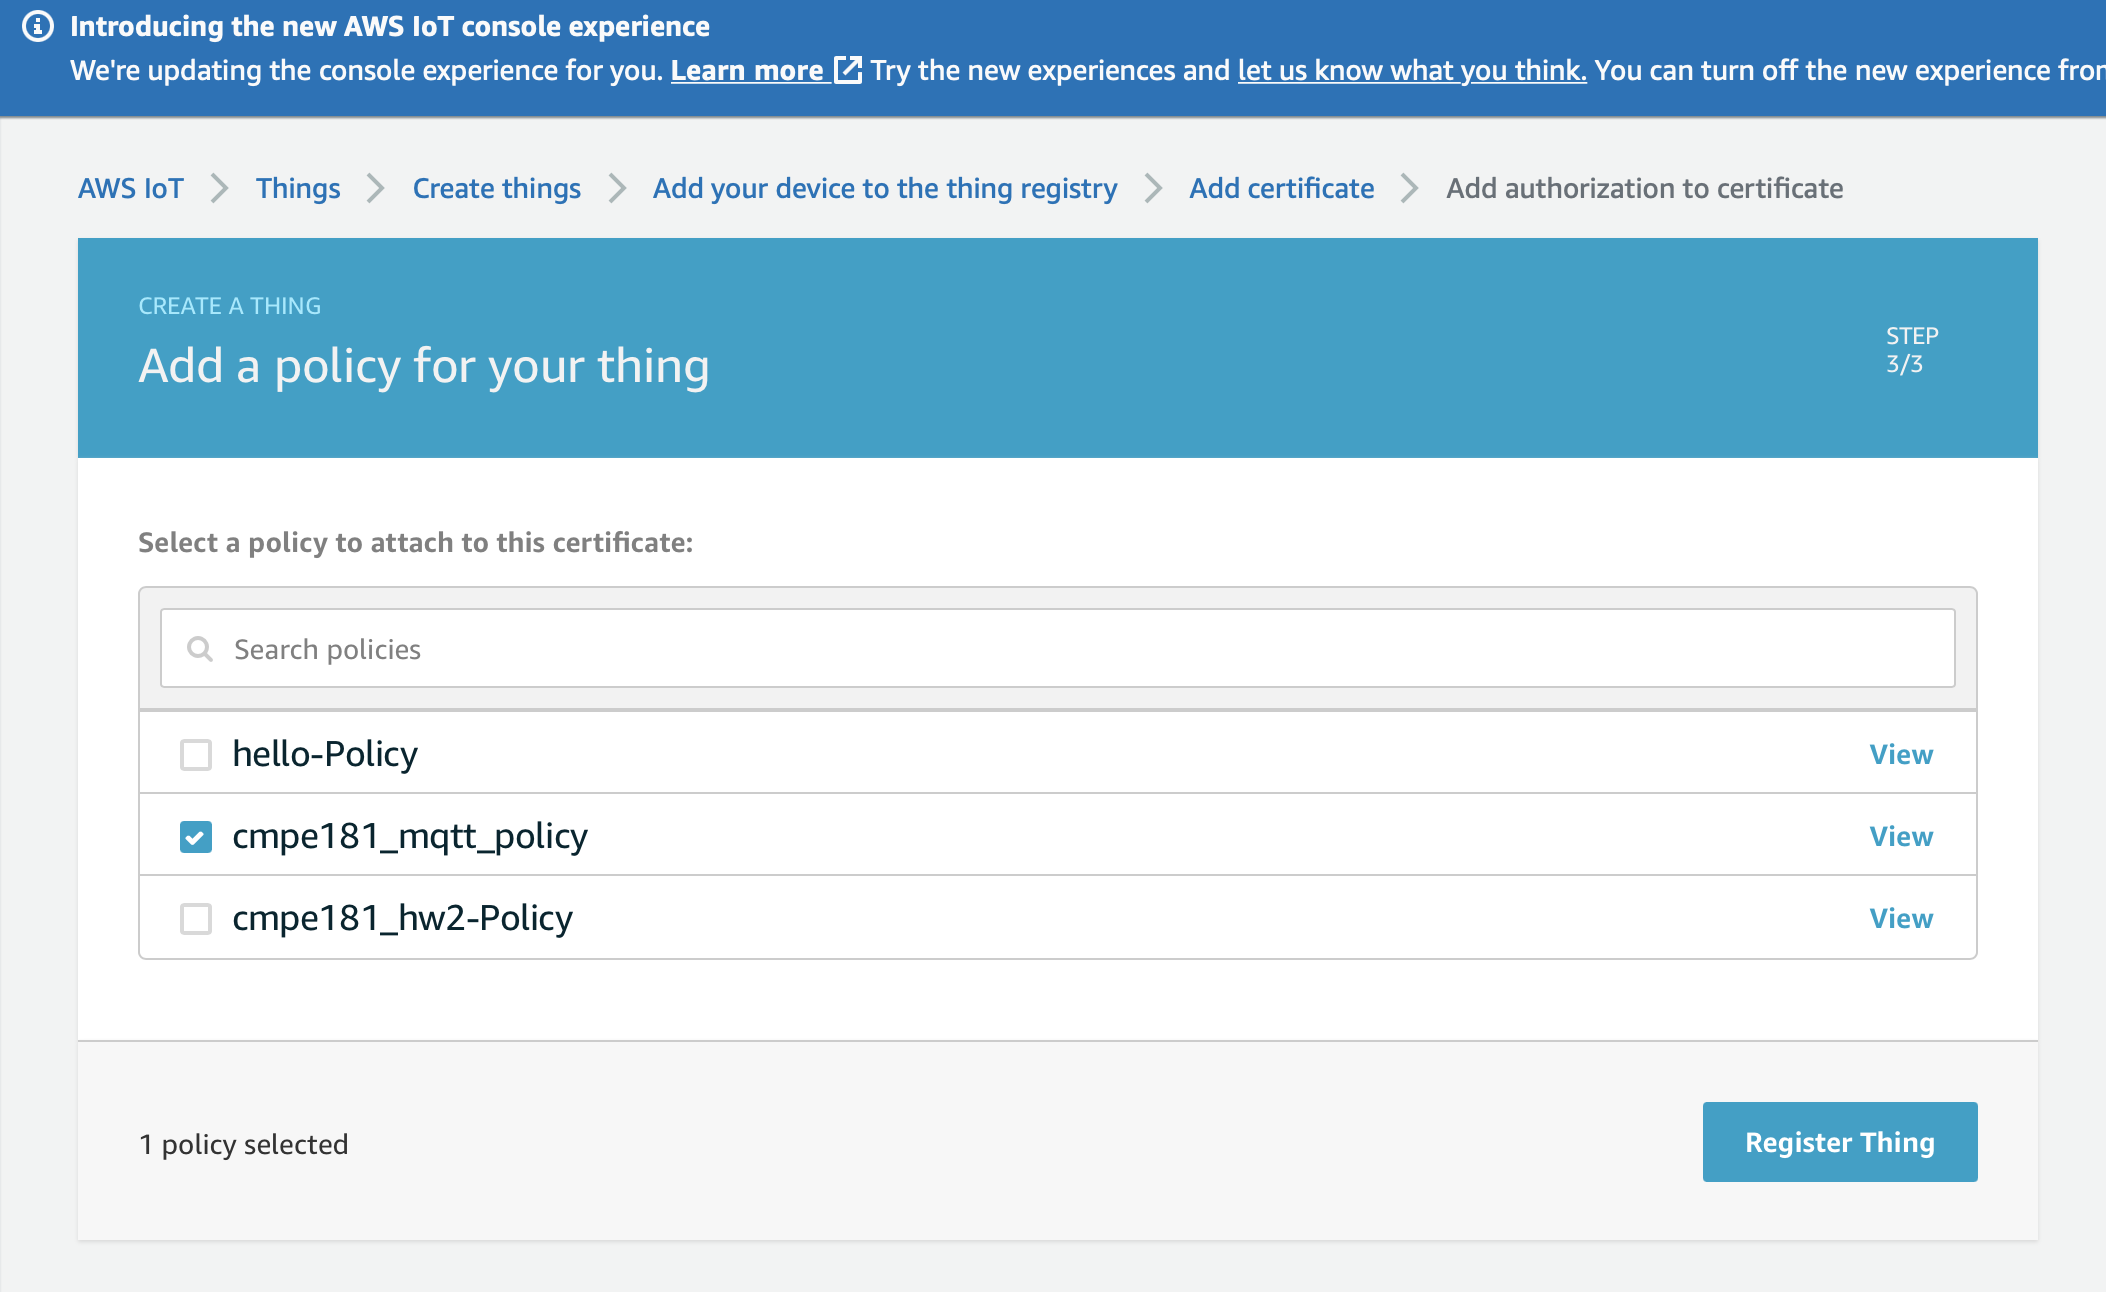 Introducing the new AWS IoT console experience
We're updating the console experience for you. Learn more Try the new experiences and let us know what you think. You can turn off the new experience
AWS IoT Things Create things Add your device to the thing registry Add certificate Add authorization to certificate
CREATE A THING
Add a policy for your thing
STEP
3/3
Select a policy to attach to this certificate:
Search policies
hello-Policy View
cmpe181_mqtt_policy View
cmpe181_hw2-Policy View
1 policy selected
Register Thing